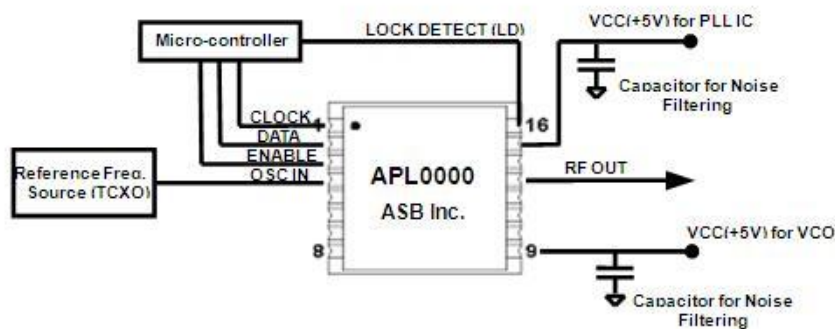 Micro-controller
LOCK DETECT (LD)
VCC(+5V) for PLL IC
Capacitor for Noise
Filtering
CLOCK
1
16
DATA
ENABLE
OSC IN
Reference Freq.
Source (TCXO)
APL0000
ASB Inc.
RF OUT
8
9
VCC(+5V) for VCO
Capacitor for Noise
Filtering